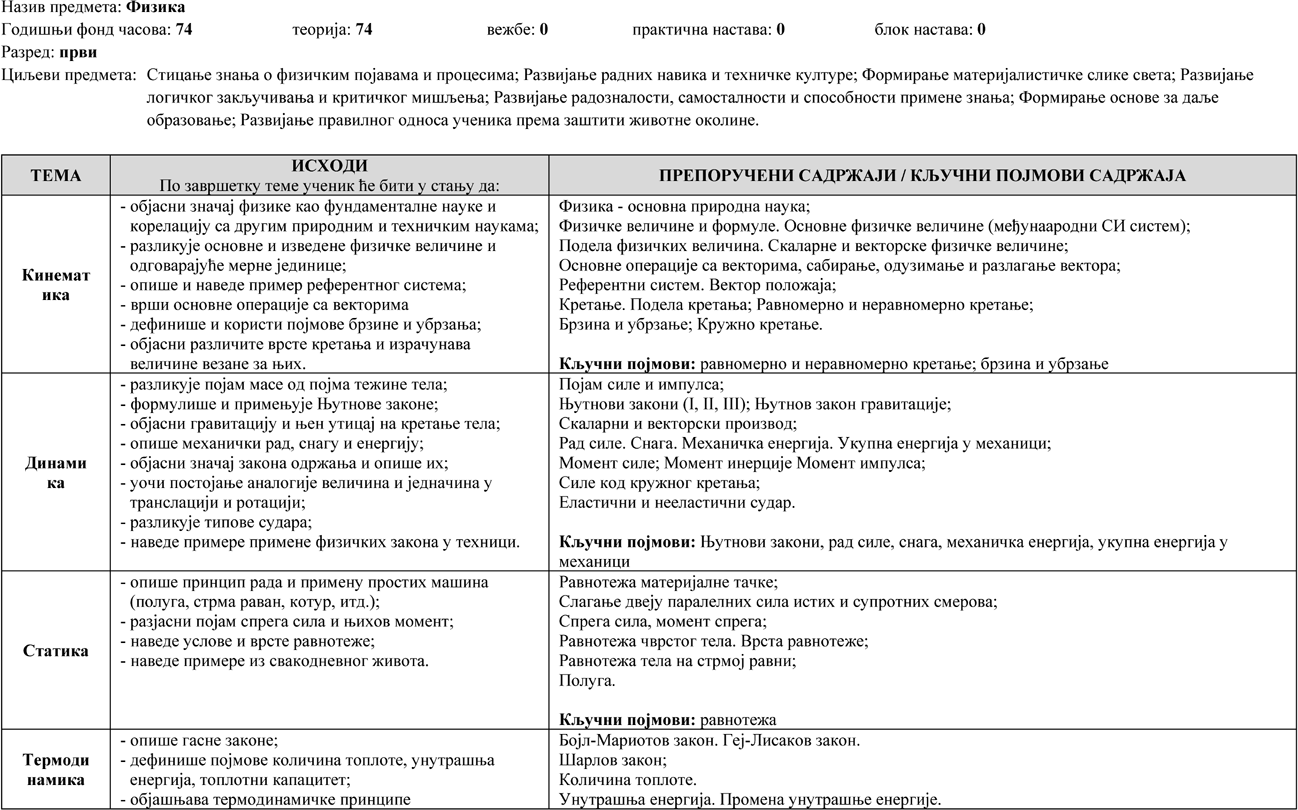 Назив предмета: Физика
Годишњи фонд часова: 74 теорија: 74 вежбе: 0 практична настава: 0 блок настава: 0
Разред: први
Циљеви предмета: Стицање знања о физичким појавама и процесима; Развијање радних навика и техничке културе; Формирање материјалистичке слике света; Развијање
логичког закључивања и критичког мишљења; Развијање радозналости, самосталности и способности примене знања; Формирање основе за даље
образовање; Развијање правилног односа ученика према заштити животне околине.
ТЕМА
ИСХОДИ
По завршетку теме ученик ће бити у стању да:
ПРЕПОРУЧЕНИ САДРЖАЈИ / КЉУЧНИ ПОЈМОВИ САДРЖАЈА
Кинемат
ика
- објасни значај физике као фундаменталне науке и
корелацију са другим природним и техничким наукама;
- разликује основне и изведене физичке величине и
одговарајуће мерне јединице;
- опише и наведе пример референтног система;
- врши основне операције са векторима
- дефинише и користи појмове брзине и убрзања;
- објасни различите врсте кретања и израчунава
величине везане за њих.
Физика - основна природна наука;
Физичке величине и формуле. Основне физичке величине (међунаародни СИ систем);
Подела физичких величина. Скаларне и векторске физичке величине;
Основне операције са векторима, сабирање, одузимање и разлагање вектора;
Референтни систем. Вектор положаја;
Кретање. Подела кретања; Равномерно и неравномерно кретање;
Брзина и убрзање; Кружно кретање.
Кључни појмови: равномерно и неравномерно кретање; брзина и убрзање
Динами
ка
- разликује појам масе од појма тежине тела;
- формулише и примењује Њутнове законе;
- објасни гравитацију и њен утицај на кретање тела;
- опише механички рад, снагу и енергију;
- објасни значај закона одржања и опише их;
- уочи постојање аналогије величина и једначина у
транслацији и ротацији;
- разликује типове судара;
- наведе примере примене физичких закона у техници.
Појам силе и импулса;
Њутнови закони (I, II, III); Њутнов закон гравитације;
Скаларни и векторски производ;
Рад силе. Снага. Механичка енергија. Укупна енергија у механици;
Момент силе; Момент инерције Момент импулса;
Силе код кружног кретања;
Еластични и нееластични судар.
Кључни појмови: Њутнови закони, рад силе, снага, механичка енергија, укупна енергија у
механици
Статика
- опише принцип рада и примену простих машина
(полуга, стрма раван, котур, итд.);
- разјасни појам спрега сила и њихов момент;
- наведе услове и врсте равнотеже;
- наведе примере из свакодневног живота.
Равнотежа материјалне тачке;
Слагање двеју паралелних сила истих и супротних смерова;
Спрега сила, момент спрега;
Равнотежа чврстог тела. Врста равнотеже;
Равнотежа тела на стрмој равни;
Полуга.
Кључни појмови: равнотежа
Термоди
намика
- опише гасне законе;
- дефинише појмове количина топлоте, унутрашња
енергија, топлотни капацитет;
- објашњава термодинамичке принципе
Бојл-Мариотов закон. Геј-Лисаков закон.
Шарлов закон;
Количина топлоте.
Унутрашња енергија. Промена унутрашње енергије.